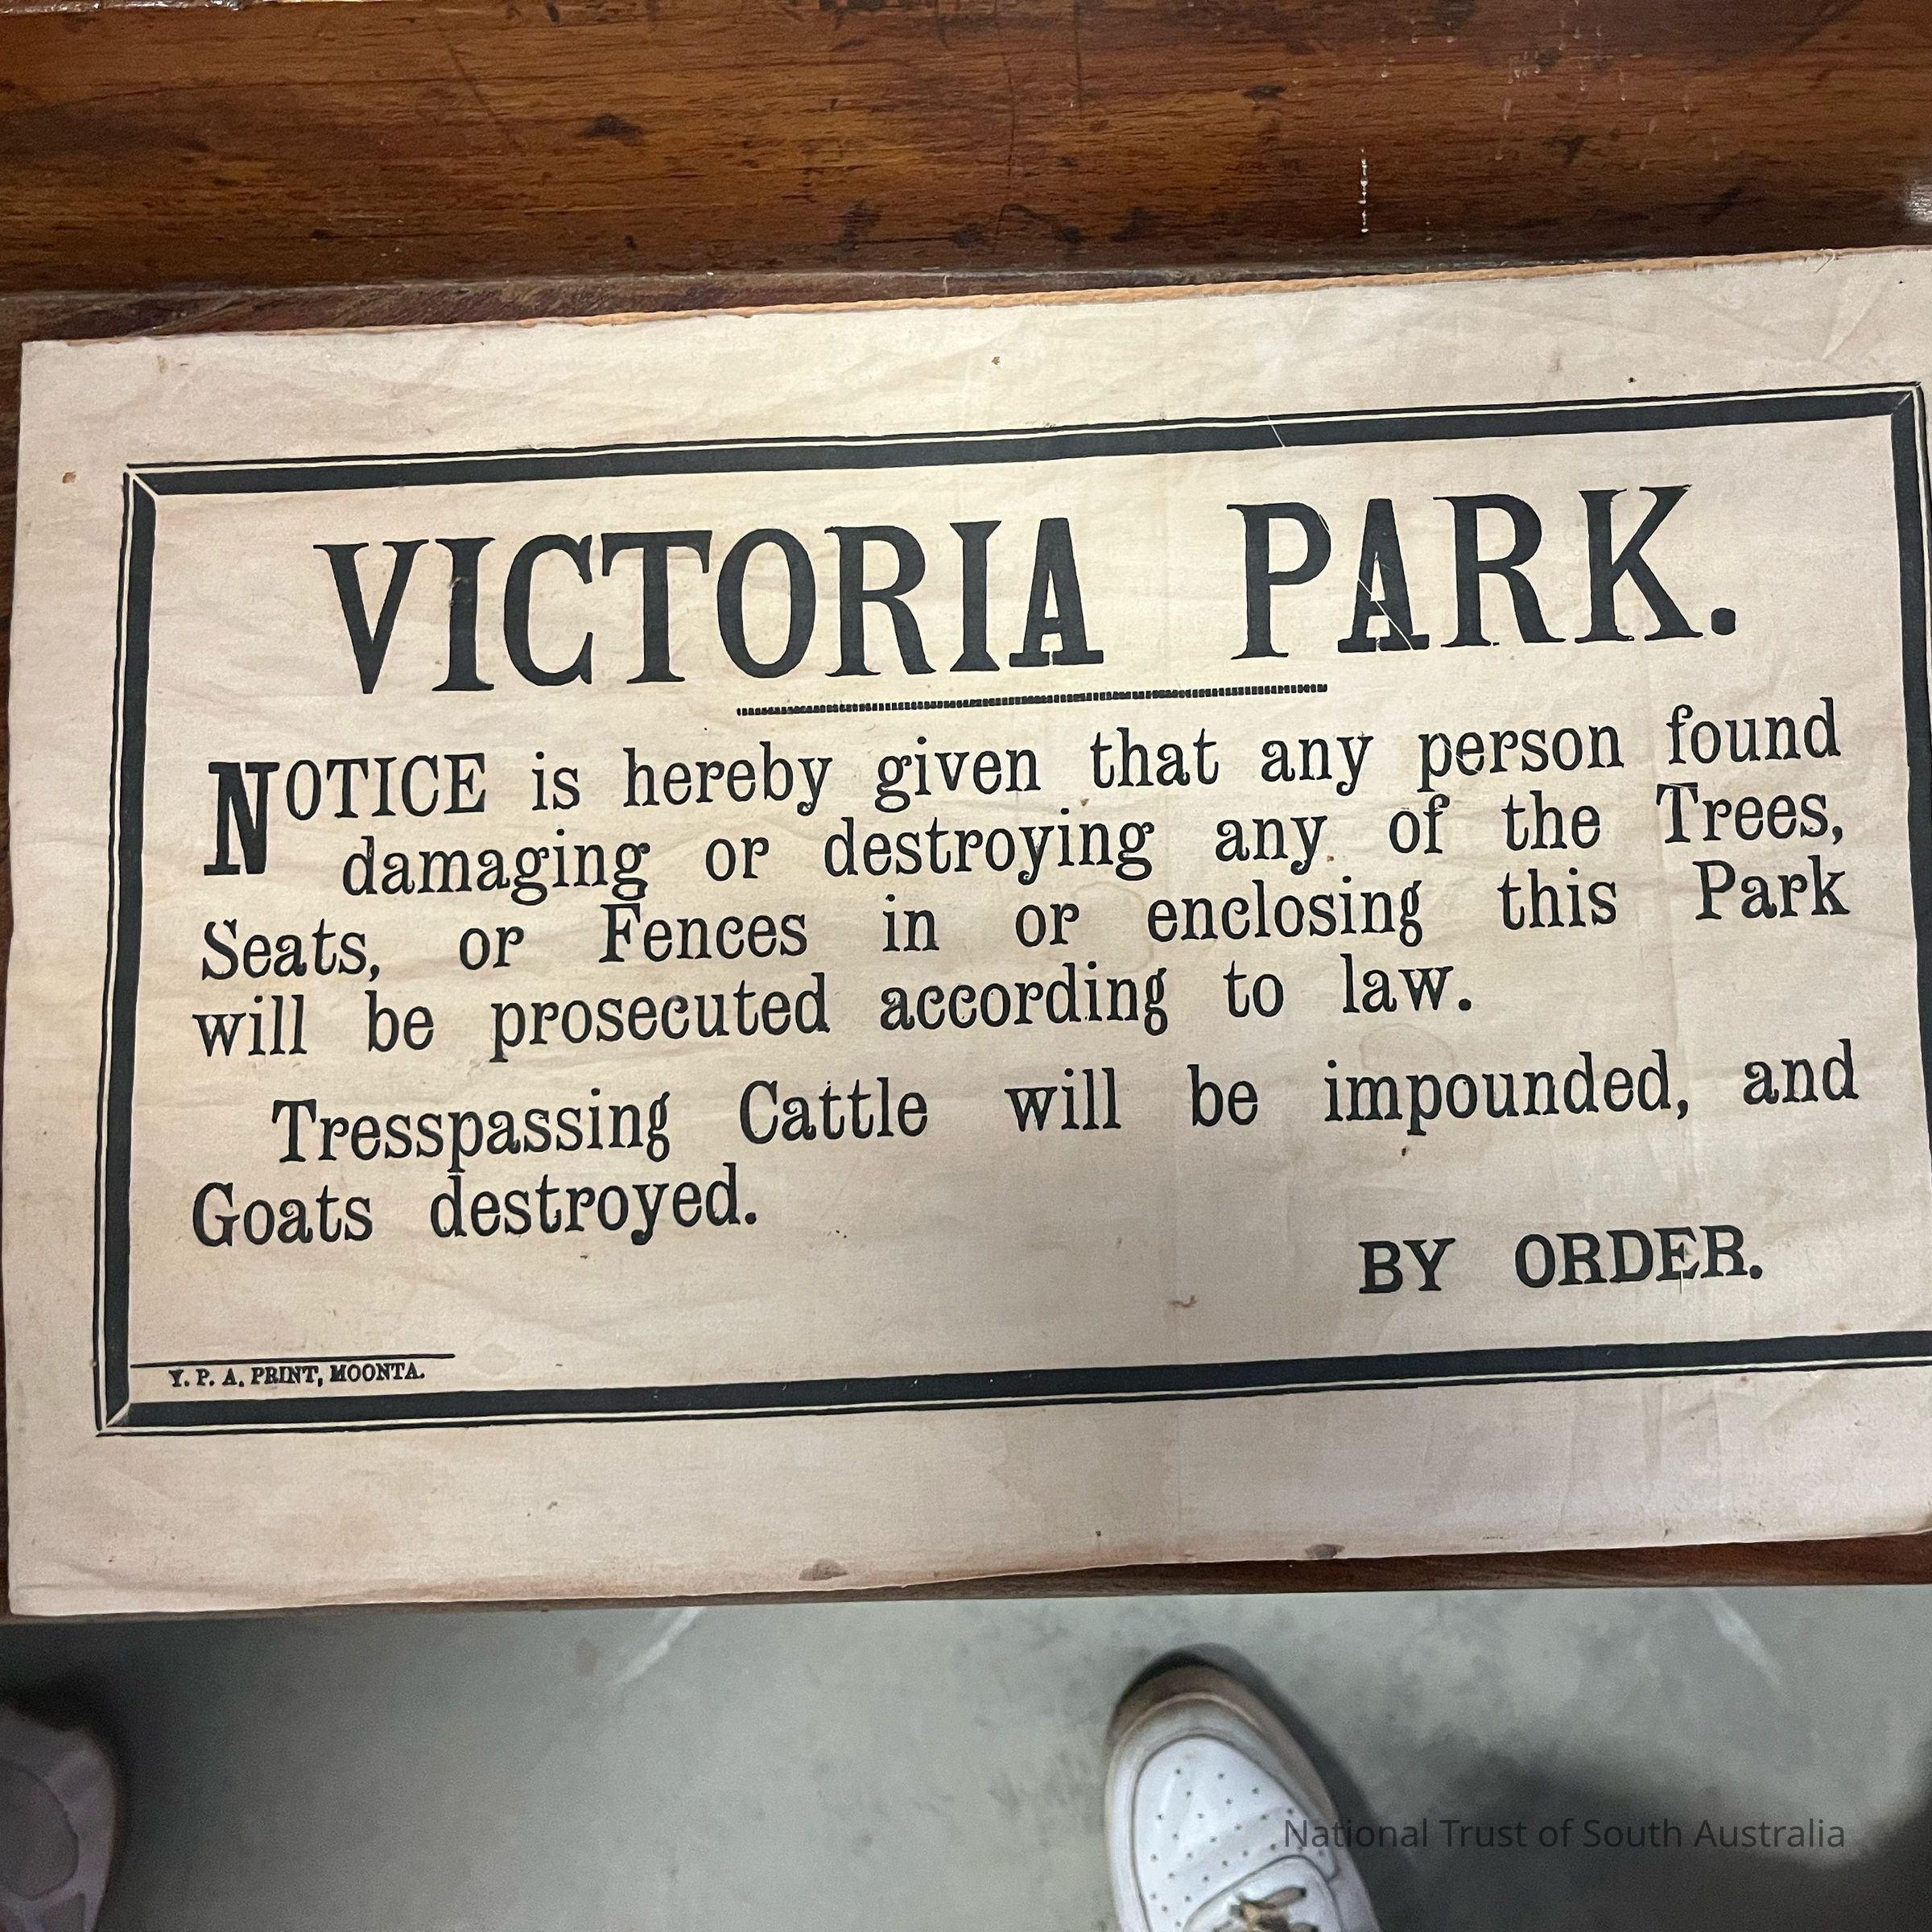 VICTORIA PARK.
NOTICE is hereby given that any person found
damaging or destroying any of the Trees,
Seats, or Fences in or enclosing this Park
will be prosecuted according to law.
Tresspassing Cattle will be impounded, and
Goats destroyed.
BY ORDER.
Y. P. A. PRINT, MOONTA.
National Trust of South Australia